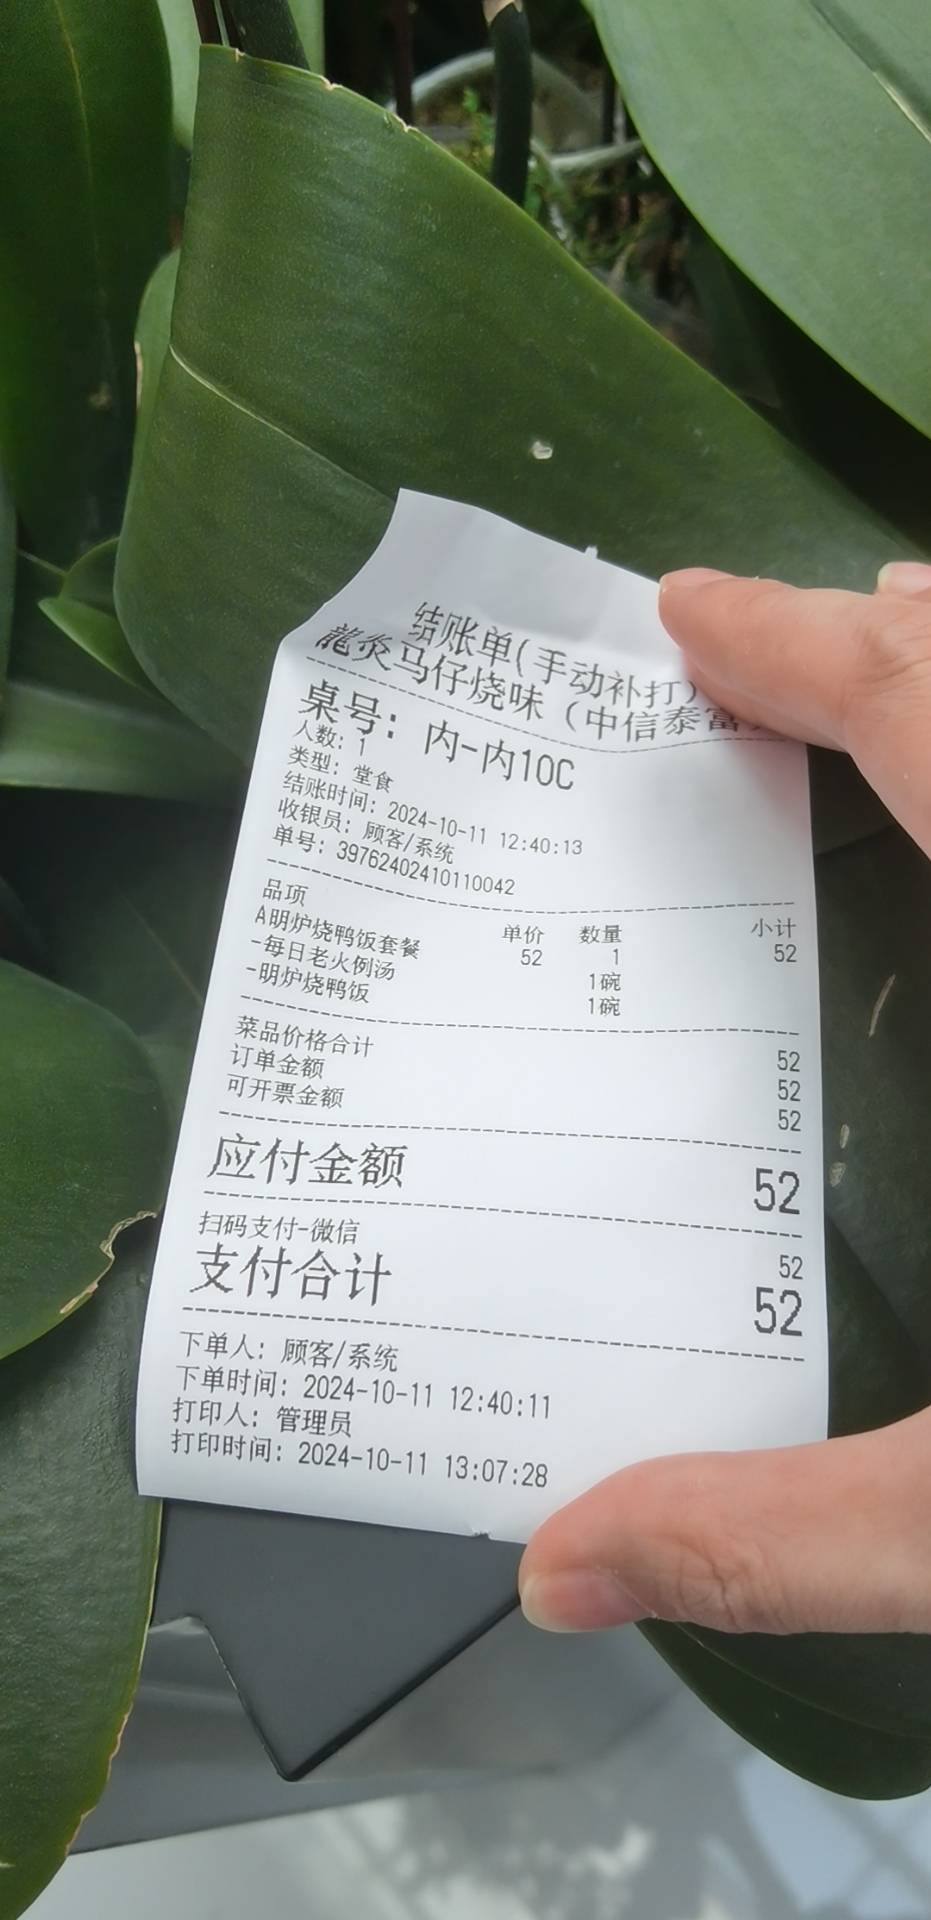 结账单(手动补打)
龍炙马仔烧味（中信泰富
桌号：内-内10C
人数：1
类型：堂食
结账时间：2024-10-11 12:40:13
收银员：顾客/系统
单号：39762402410110042
品项 单价 数量 小计
A明炉烧鸭饭套餐 52 1 52
-每日老火例汤 1碗
-明炉烧鸭饭 1碗
菜品价格合计 52
订单金额 52
可开票金额 52
应付金额 52
扫码支付-微信 52
支付合计 52
下单人：顾客/系统
下单时间：2024-10-11 12:40:11
打印人：管理员
打印时间：2024-10-11 13:07:28